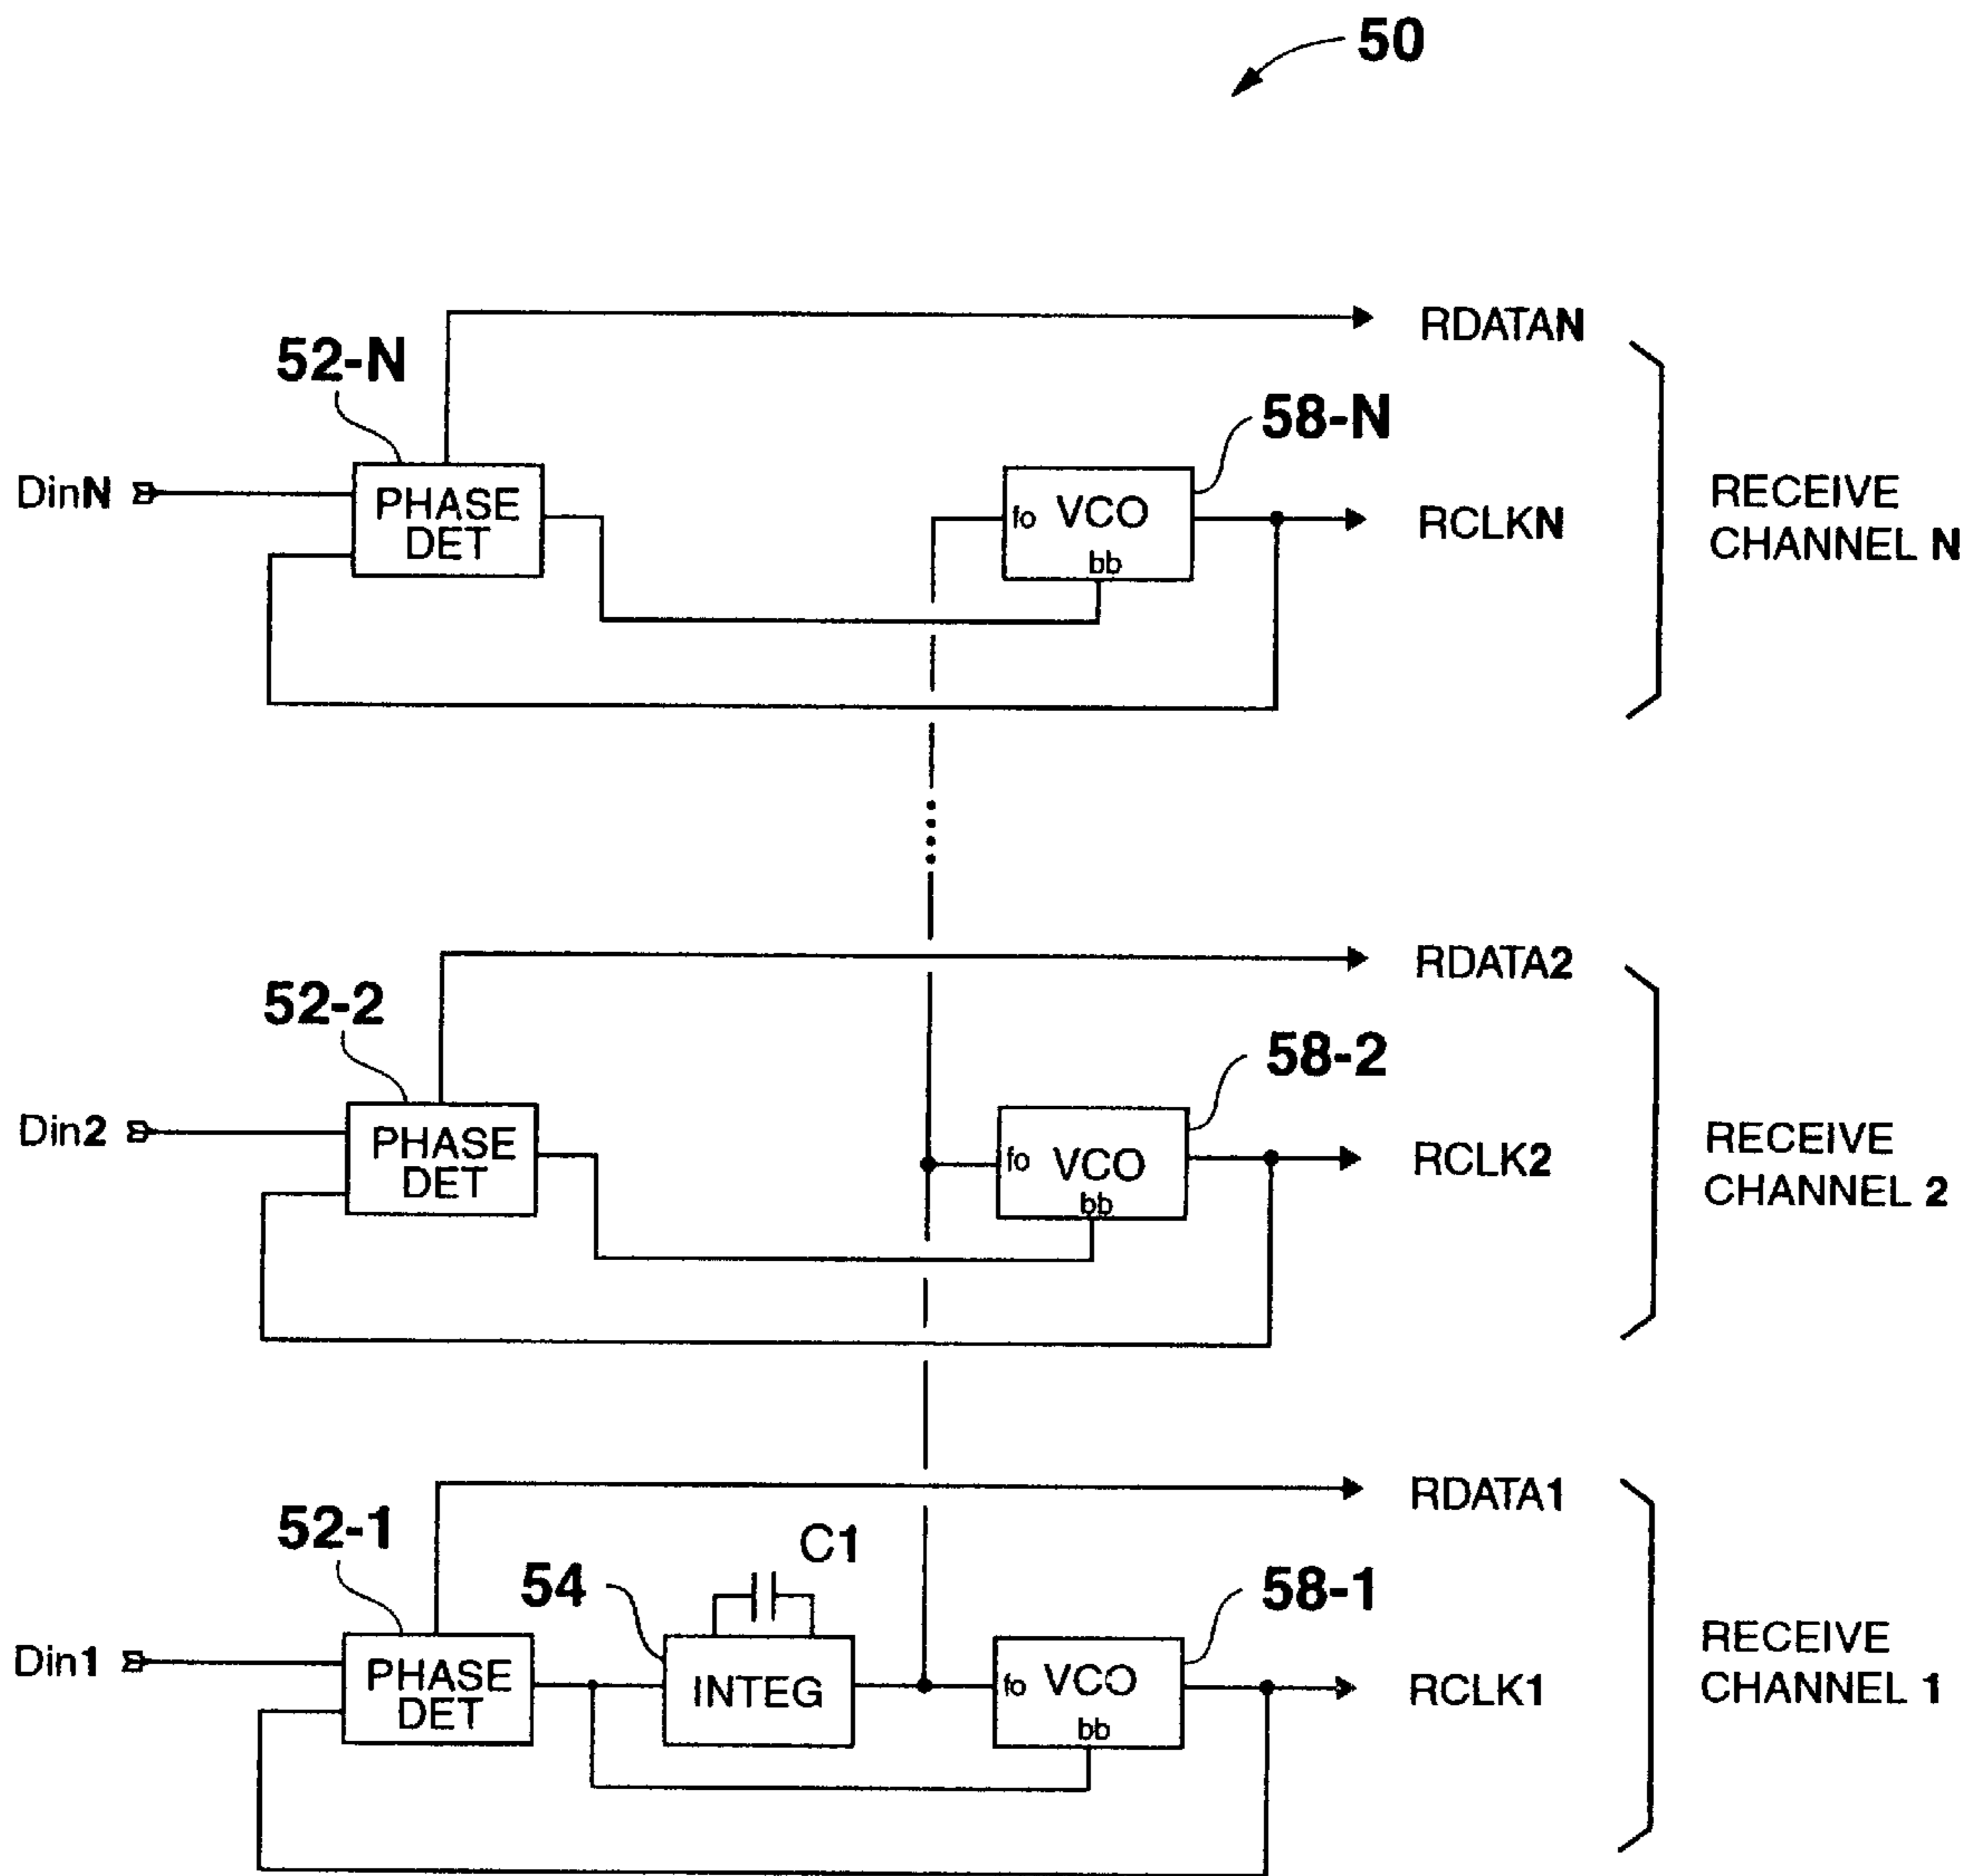 50
RDATAN
52-N
58-N
DinN
PHASE
DET
fo VCO
bb
RCLKN
RECEIVE
CHANNEL N
RDATA2
52-2
58-2
Din2
PHASE
DET
fo VCO
bb
RCLK2
RECEIVE
CHANNEL 2
RDATA1
52-1
C1
54
58-1
Din1
PHASE
DET
INTEG
fo VCO
bb
RCLK1
RECEIVE
CHANNEL 1